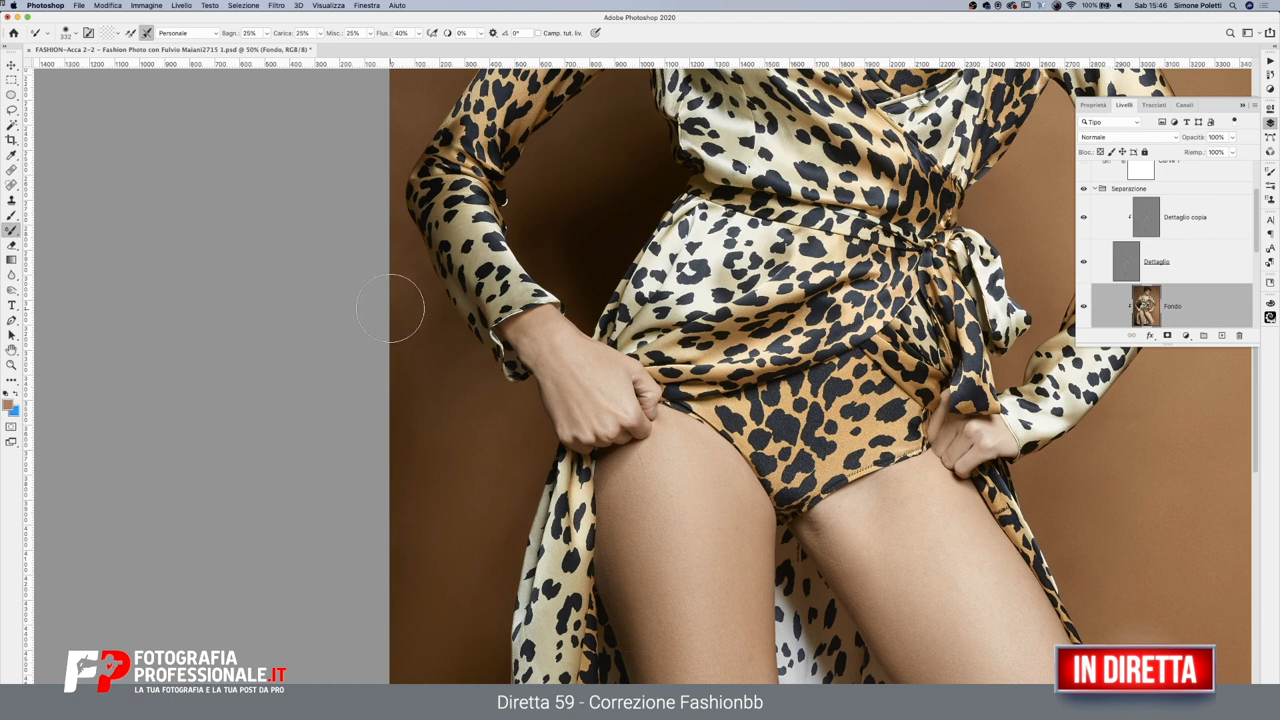 Photoshop File Modifica Immagine Livello Testo Selezione Filtro 3D Visualizza Finestra Aiuto
100% Sab 15:46 Simone Poletti
Adobe Photoshop 2020
332 Personale Bagn.: 25% Carica: 25% Misc.: 25% Flus.: 40% 0% 0° Camp. tut. liv.
FASHION-Acca 2-2 - Fashion Photo con Fulvio Maiani2715 1.psd @ 50% (Fondo, RGB/8) *
Proprietà Livelli Tracciati Canali
Tipo
Normale Opacità: 100%
Bloc.: Riemp.: 100%
Separazione
Dettaglio copia
Dettaglio
Fondo
FP FOTOGRAFIA
PROFESSIONALE.IT
LA TUA FOTOGRAFIA E LA TUA POST DA PRO
IN DIRETTA
Diretta 59 - Correzione Fashionbb